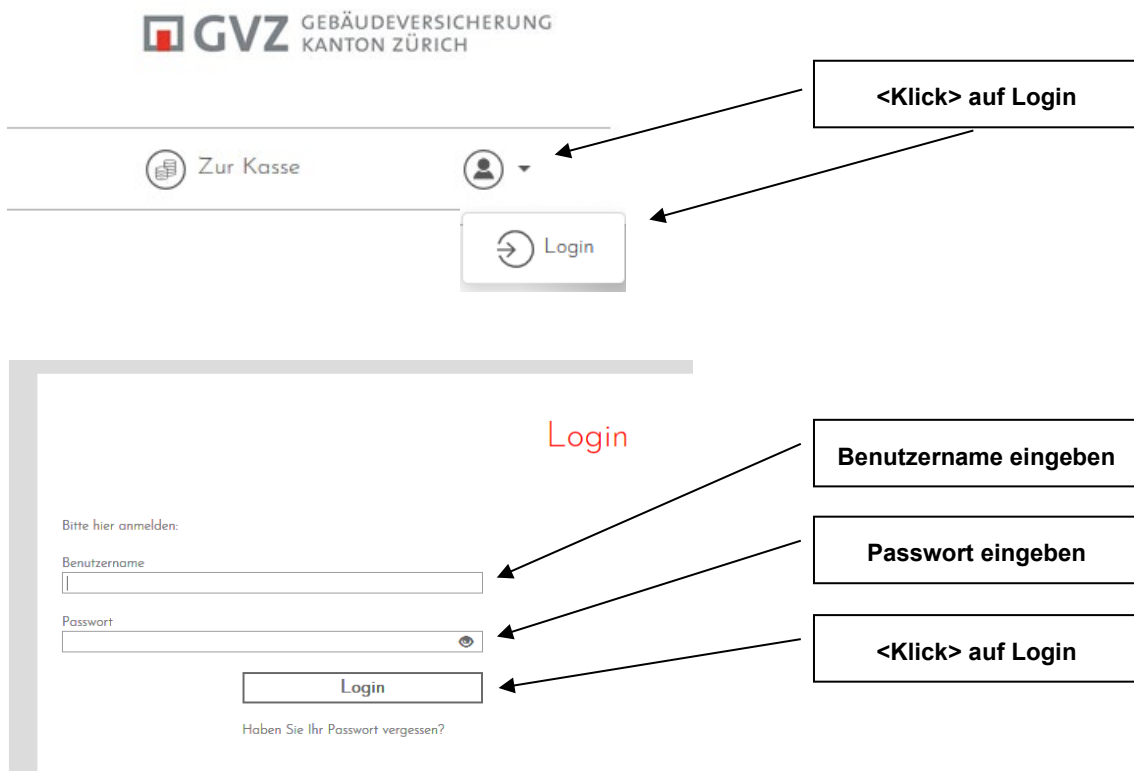 GVZ GEBÄUDEVERSICHERUNG
KANTON ZÜRICH
<Klick> auf Login
Zur Kasse
Login
Login
Benutzername eingeben
Bitte hier anmelden:
Benutzername
Passwort eingeben
Passwort
<Klick> auf Login
Login
Haben Sie Ihr Passwort vergessen?